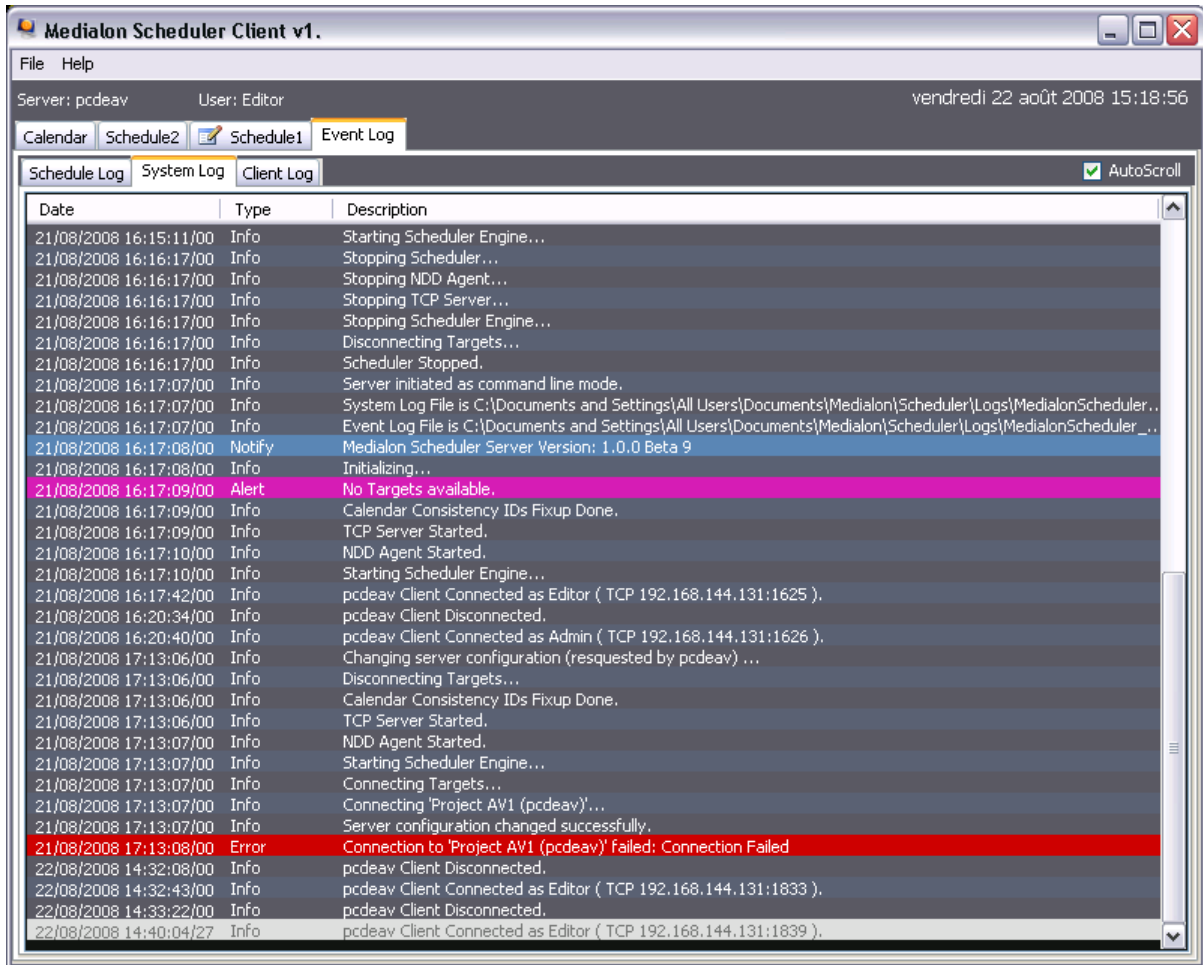 Medialon Scheduler Client v1.
File Help
Server: pcdeav User: Editor vendredi 22 août 2008 15:18:56
Calendar Schedule2 Schedule1 Event Log
Schedule Log System Log Client Log AutoScroll
Date Type Description
21/08/2008 16:15:11/00 Info Starting Scheduler Engine...
21/08/2008 16:16:17/00 Info Stopping Scheduler...
21/08/2008 16:16:17/00 Info Stopping NDD Agent...
21/08/2008 16:16:17/00 Info Stopping TCP Server...
21/08/2008 16:16:17/00 Info Stopping Scheduler Engine...
21/08/2008 16:16:17/00 Info Disconnecting Targets...
21/08/2008 16:16:17/00 Info Scheduler Stopped.
21/08/2008 16:17:07/00 Info Server initiated as command line mode.
21/08/2008 16:17:07/00 Info System Log File is C:\Documents and Settings\All Users\Documents\Medialon\Scheduler\Logs\MedialonScheduler...
21/08/2008 16:17:07/00 Info Event Log File is C:\Documents and Settings\All Users\Documents\Medialon\Scheduler\Logs\MedialonScheduler_...
21/08/2008 16:17:08/00 Notify Medialon Scheduler Server Version: 1.0.0 Beta 9
21/08/2008 16:17:08/00 Info Initializing...
21/08/2008 16:17:09/00 Alert No Targets available.
21/08/2008 16:17:09/00 Info Calendar Consistency IDs Fixup Done.
21/08/2008 16:17:09/00 Info TCP Server Started.
21/08/2008 16:17:10/00 Info NDD Agent Started.
21/08/2008 16:17:10/00 Info Starting Scheduler Engine...
21/08/2008 16:17:42/00 Info pcdeav Client Connected as Editor ( TCP 192.168.144.131:1625 ).
21/08/2008 16:20:34/00 Info pcdeav Client Disconnected.
21/08/2008 16:20:40/00 Info pcdeav Client Connected as Admin ( TCP 192.168.144.131:1626 ).
21/08/2008 17:13:06/00 Info Changing server configuration (resquested by pcdeav) ...
21/08/2008 17:13:06/00 Info Disconnecting Targets...
21/08/2008 17:13:06/00 Info Calendar Consistency IDs Fixup Done.
21/08/2008 17:13:06/00 Info TCP Server Started.
21/08/2008 17:13:07/00 Info NDD Agent Started.
21/08/2008 17:13:07/00 Info Starting Scheduler Engine...
21/08/2008 17:13:07/00 Info Connecting Targets...
21/08/2008 17:13:07/00 Info Connecting 'Project AV1 (pcdeav)'...
21/08/2008 17:13:07/00 Info Server configuration changed successfully.
21/08/2008 17:13:08/00 Error Connection to 'Project AV1 (pcdeav)' failed: Connection Failed
22/08/2008 14:32:08/00 Info pcdeav Client Disconnected.
22/08/2008 14:32:43/00 Info pcdeav Client Connected as Editor ( TCP 192.168.144.131:1833 ).
22/08/2008 14:33:22/00 Info pcdeav Client Disconnected.
22/08/2008 14:40:04/27 Info pcdeav Client Connected as Editor ( TCP 192.168.144.131:1839 ).